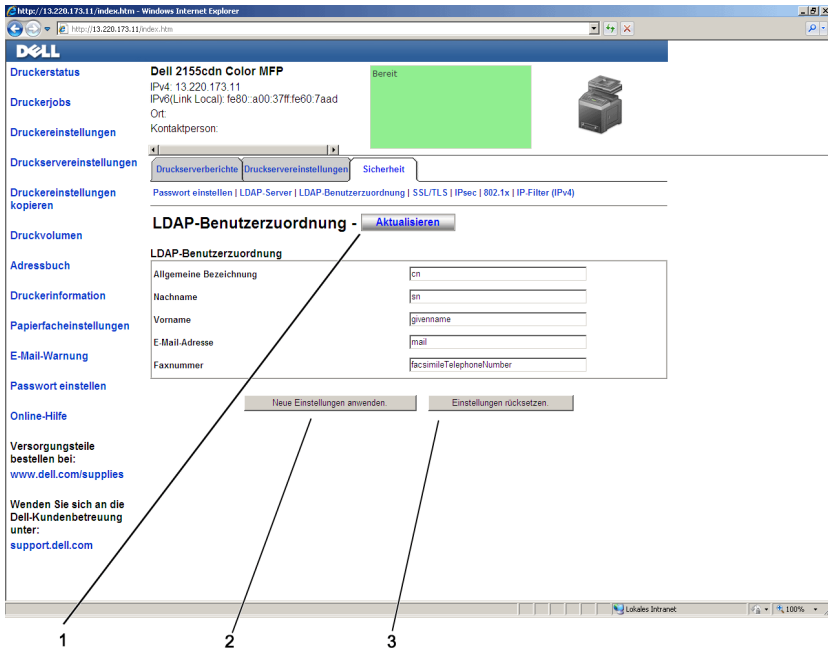 http://13.220.173.11/index.htm - Windows Internet Explorer
http://13.220.173.11/index.htm
DELL
Druckerstatus
Druckerjobs
Druckereinstellungen
Druckservereinstellungen
Druckereinstellungen
kopieren
Druckvolumen
Adressbuch
Druckerinformation
Papierfacheinstellungen
E-Mail-Warnung
Passwort einstellen
Online-Hilfe
Versorgungsteile
bestellen bei:
www.dell.com/supplies
Wenden Sie sich an die
Dell-Kundenbetreuung
unter:
support.dell.com
Dell 2155cdn Color MFP
IPv4: 13.220.173.11
IPv6(Link Local): fe80::a00:37ff:fe60:7aad
Ort:
Kontaktperson:
Bereit
Druckserverberichte Druckservereinstellungen Sicherheit
Passwort einstellen | LDAP-Server | LDAP-Benutzerzuordnung | SSL/TLS | IPsec | 802.1x | IP-Filter (IPv4)
LDAP-Benutzerzuordnung - Aktualisieren
LDAP-Benutzerzuordnung
Allgemeine Bezeichnung cn
Nachname sn
Vorname givenname
E-Mail-Adresse mail
Faxnummer facsimileTelephoneNumber
Neue Einstellungen anwenden. Einstellungen rücksetzen.
Lokales Intranet 100%
1 2 3